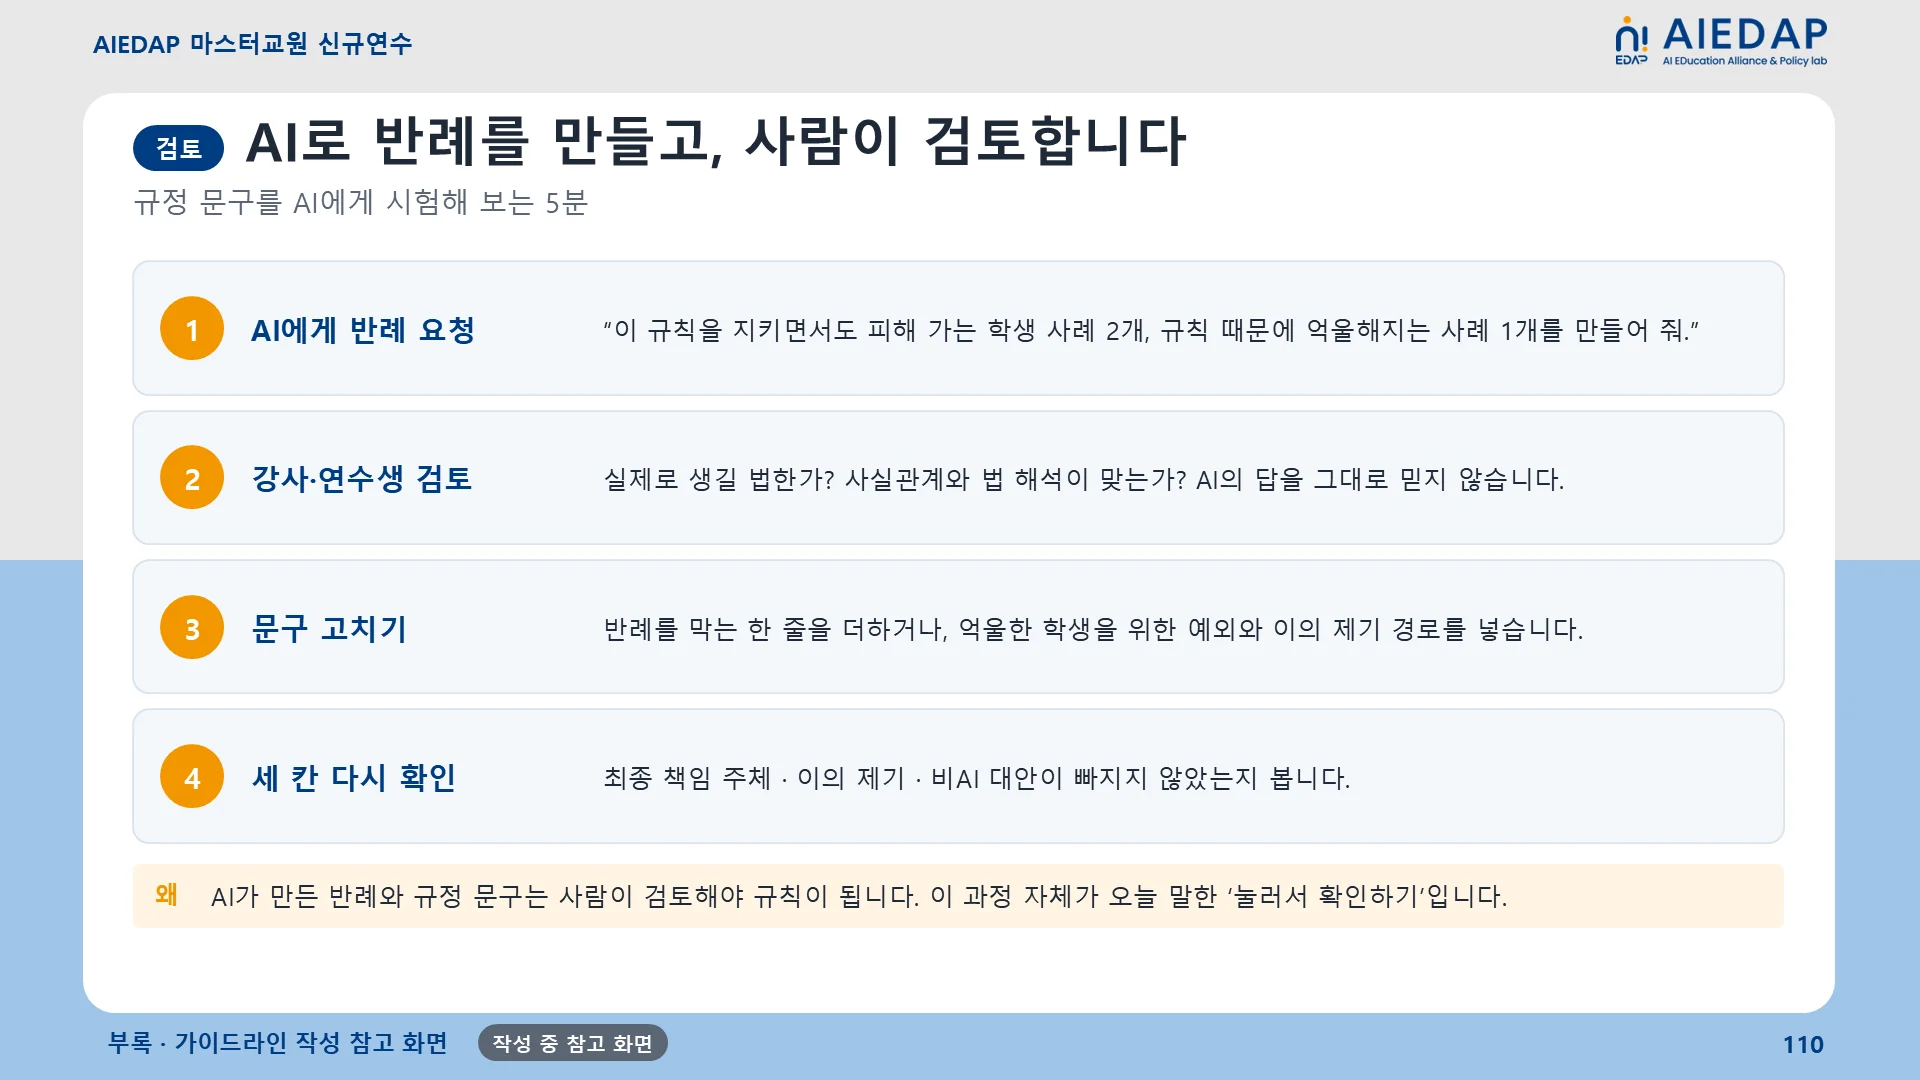 AIEDAP 마스터교원 신규연수
EDAP
AIEDAP
AI EDucation Alliance & Policy lab
검토
AI로 반례를 만들고, 사람이 검토합니다
규정 문구를 AI에게 시험해 보는 5분
1
AI에게 반례 요청
“이 규칙을 지키면서도 피해 가는 학생 사례 2개, 규칙 때문에 억울해지는 사례 1개를 만들어 줘.”
2
강사·연수생 검토
실제로 생길 법한가? 사실관계와 법 해석이 맞는가? AI의 답을 그대로 믿지 않습니다.
3
문구 고치기
반례를 막는 한 줄을 더하거나, 억울한 학생을 위한 예외와 이의 제기 경로를 넣습니다.
4
세 칸 다시 확인
최종 책임 주체 · 이의 제기 · 비AI 대안이 빠지지 않았는지 봅니다.
왜
AI가 만든 반례와 규정 문구는 사람이 검토해야 규칙이 됩니다. 이 과정 자체가 오늘 말한 ‘눌러서 확인하기’입니다.
부록 · 가이드라인 작성 참고 화면
작성 중 참고 화면
110